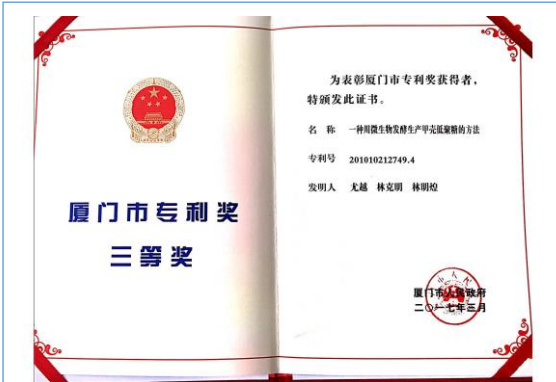 厦门市专利奖
三等奖
为表彰厦门市专利奖获得者，
特颁发此证书。
名 称 一种用微生物发酵生产甲壳低聚糖的方法
专利号 201010212749.4
发明人 尤越 林克明 林明煌
厦门市人民政府
二〇一七年三月